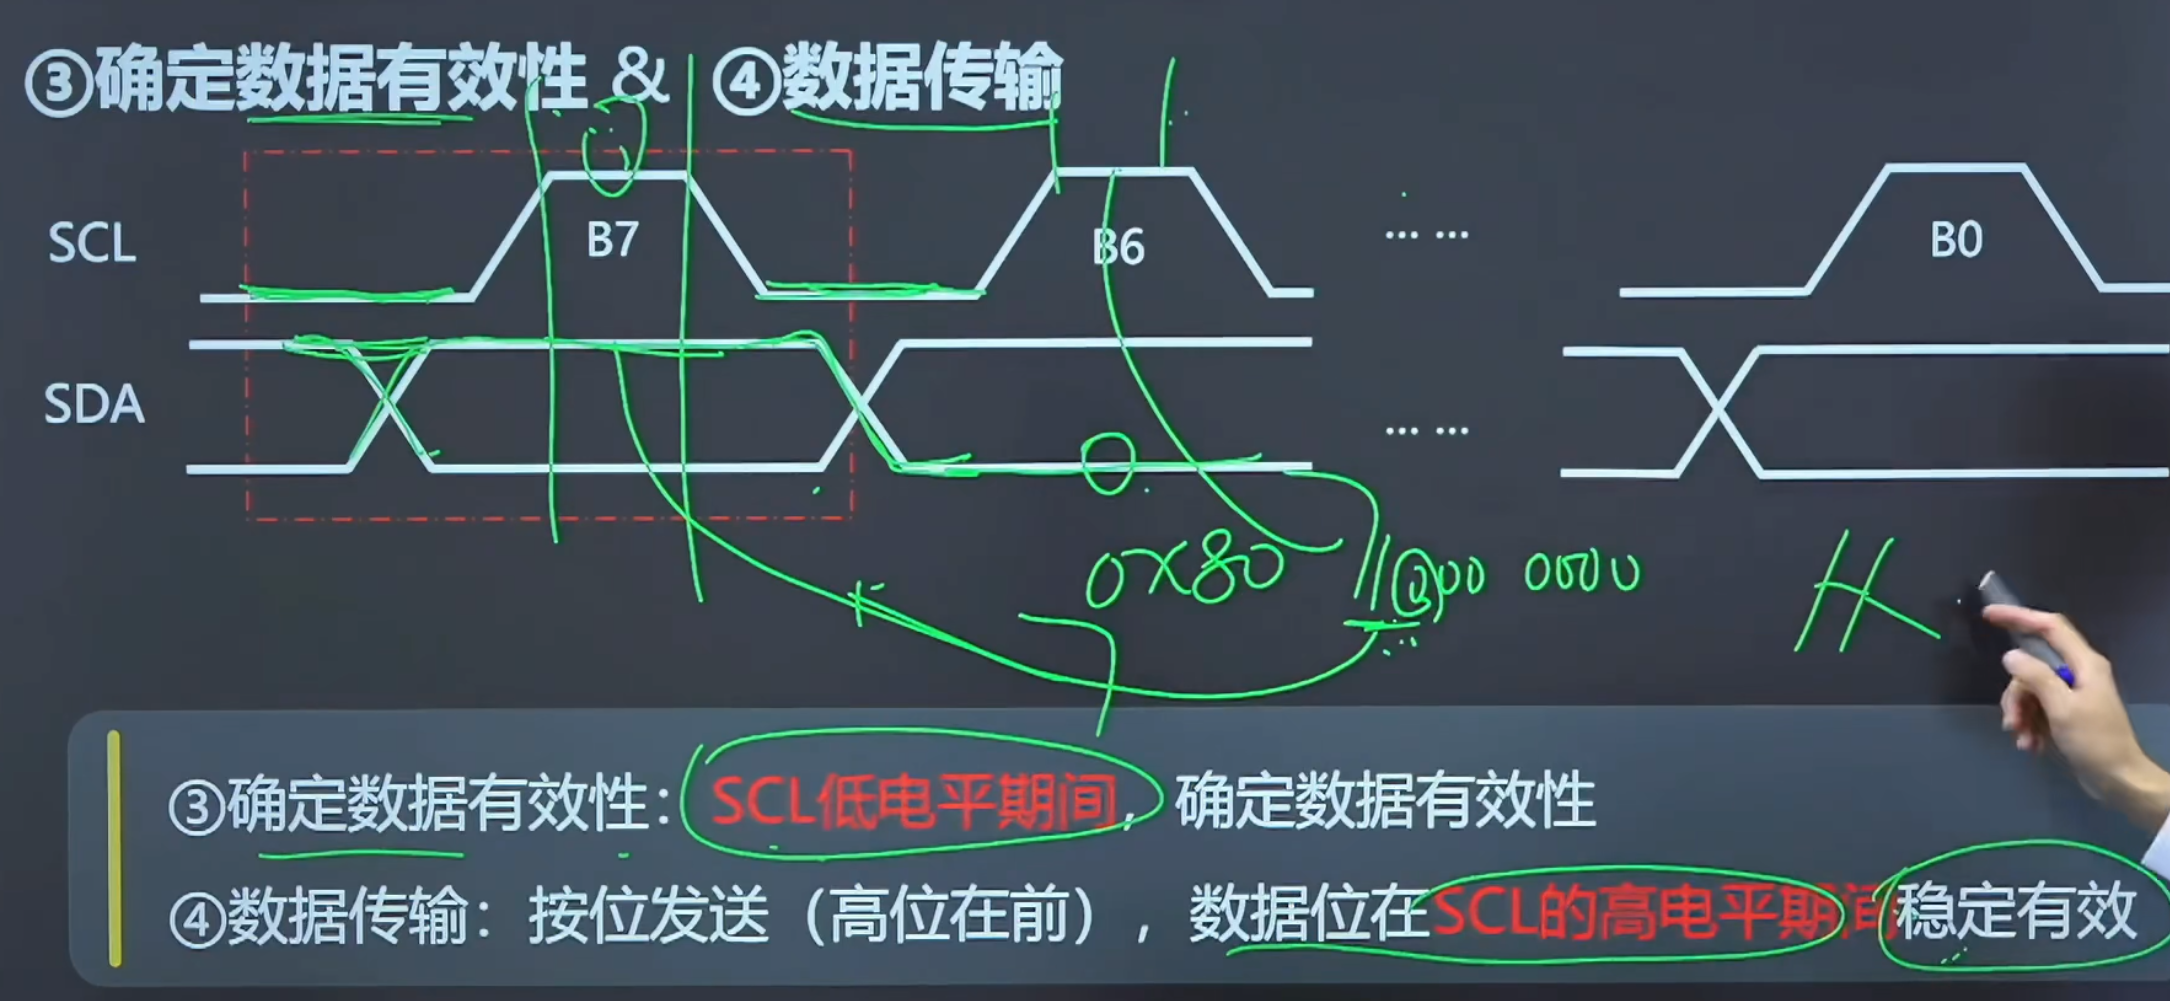 ③确定数据有效性 & ④数据传输
SCL B7 B6 ... ... B0
SDA ... ...
0x80
00 0000
③确定数据有效性：SCL低电平期间，确定数据有效性
④数据传输：按位发送（高位在前），数据位在SCL的高电平期间稳定有效